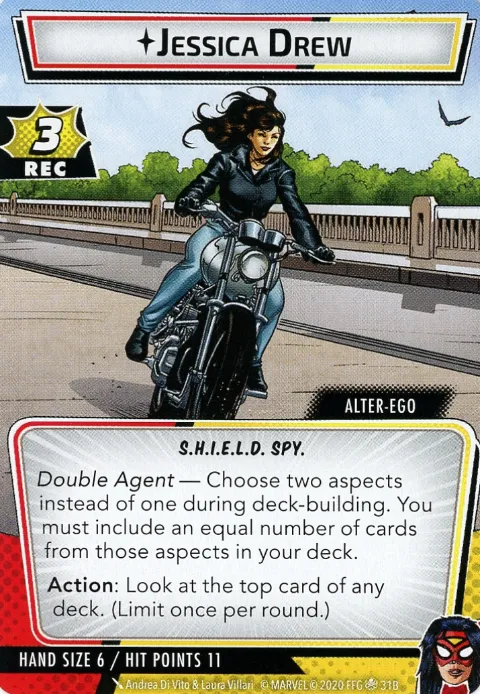 JESSICA DREW
3
REC
ALTER-EGO
S.H.I.E.L.D. SPY.
Double Agent — Choose two aspects
instead of one during deck-building. You
must include an equal number of cards
from those aspects in your deck.
Action: Look at the top card of any
deck. (Limit once per round.)
HAND SIZE 6 / HIT POINTS 11
Andrea Di Vito & Laura Villari © MARVEL © 2020 FFG 31B